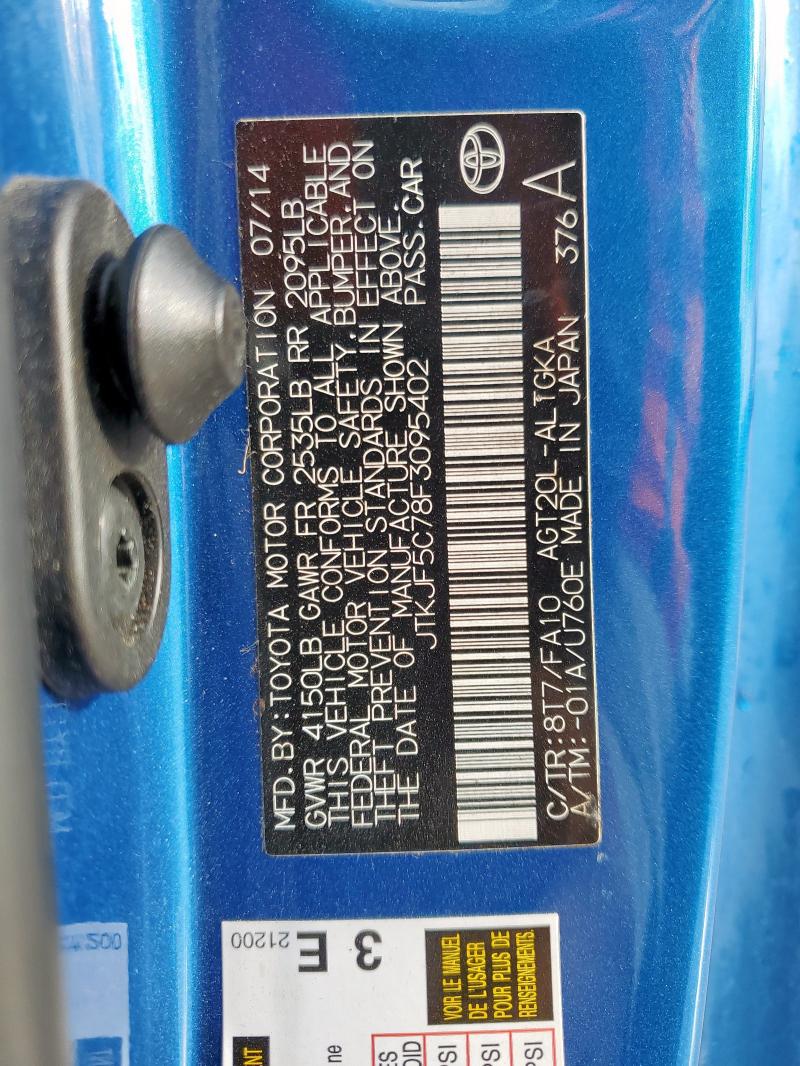 MFD.BY:TOYOTA MOTOR CORPORATION 07/14
GVWR 4150LB GAWR FR 2535LB RR 2095LB
THIS VEHICLE CONFORMS TO ALL APPLICABLE
FEDERAL MOTOR VEHICLE SAFETY,BUMPER,AND
THEFT PREVENTION STANDARDS IN EFFECT ON
THE DATE OF MANUFACTURE SHOWN ABOVE.
JTKJF5C78F3095402 PASS.CAR
C/TR:8T7/FA10 AGT20L-ALTGKA
A/TM:-01A/U760E MADE IN JAPAN 376 A
3 E
21200
VOIR LE MANUEL
DE L'USAGER
POUR PLUS DE
RENSEIGNEMENTS.
PSI
PSI
PSI